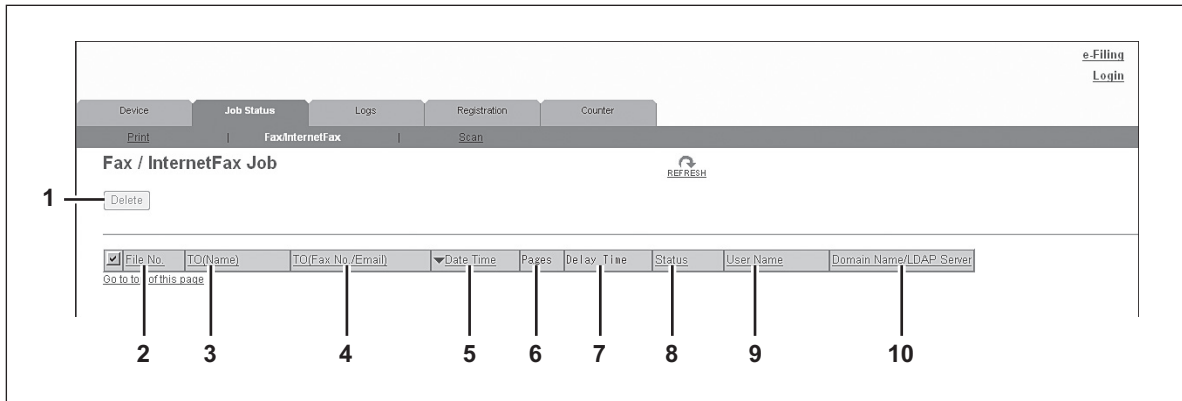 e-Filing
Login
Device Job Status Logs Registration Counter
Print | Fax/InternetFax | Scan
Fax / InternetFax Job
REFRESH
1 Delete
File No. TO(Name) TO(Fax No./Email) Date Time Pages Delay Time Status User Name Domain Name/LDAP Server
Go to top of this page
2 3 4 5 6 7 8 9 10